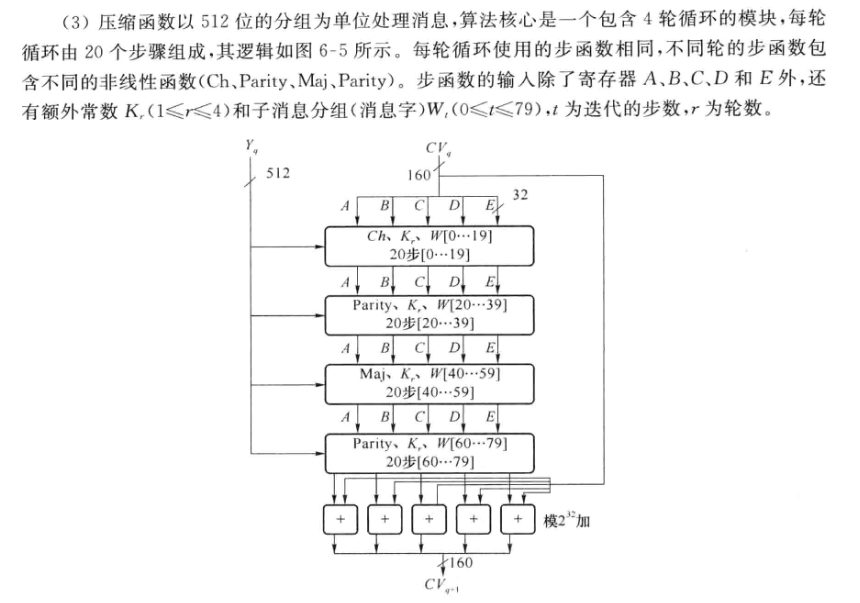 (3) 压缩函数以 512 位的分组为单位处理消息,算法核心是一个包含 4 轮循环的模块,每轮
循环由 20 个步骤组成,其逻辑如图 6-5 所示。每轮循环使用的步函数相同,不同轮的步函数包
含不同的非线性函数(Ch、Parity、Maj、Parity)。步函数的输入除了寄存器 A、B、C、D 和 E 外,还
有额外常数 Kᵣ(1≤r≤4)和子消息分组(消息字)Wₜ(0≤t≤79),t 为迭代的步数,r 为轮数。
Y_q
CV_q
512
160
32
A B C D E
Ch、Kᵣ、W[0…19]
20步[0…19]
A B C D E
Parity、Kᵣ、W[20…39]
20步[20…39]
A B C D E
Maj、Kᵣ、W[40…59]
20步[40…59]
A B C D E
Parity、Kᵣ、W[60…79]
20步[60…79]
+ + + + + 模2³²加
160
CV_{q+1}